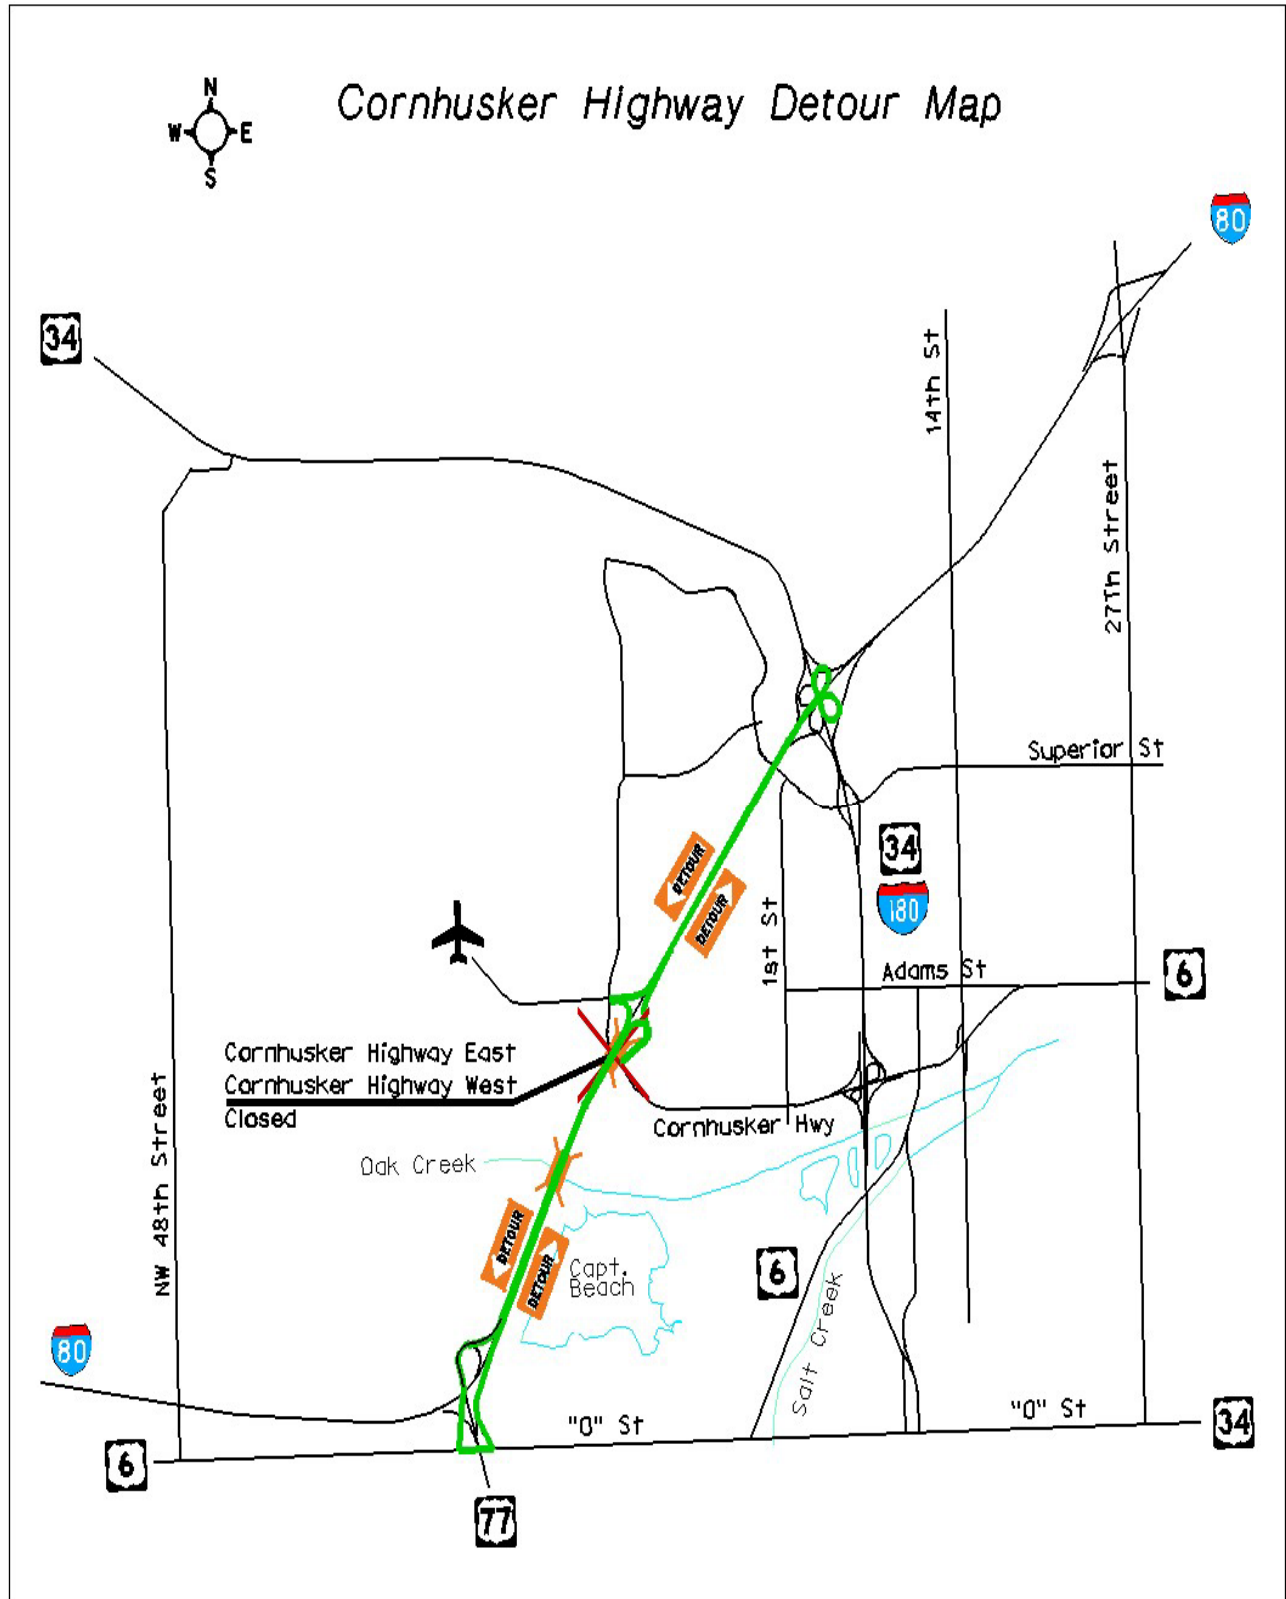 Cornhusker Highway Detour Map
N
W E
S
80
34
14th St
27Th Street
Superior St
34
180
DETOUR
DETOUR
1st St
Adams St
6
Cornhusker Highway East
Cornhusker Highway West
Closed
Cornhusker Hwy
NW 48th Street
Oak Creek
DETOUR
DETOUR
Capt.
Beach
6
Salt Creek
80
"O" St
"O" St
34
6
77